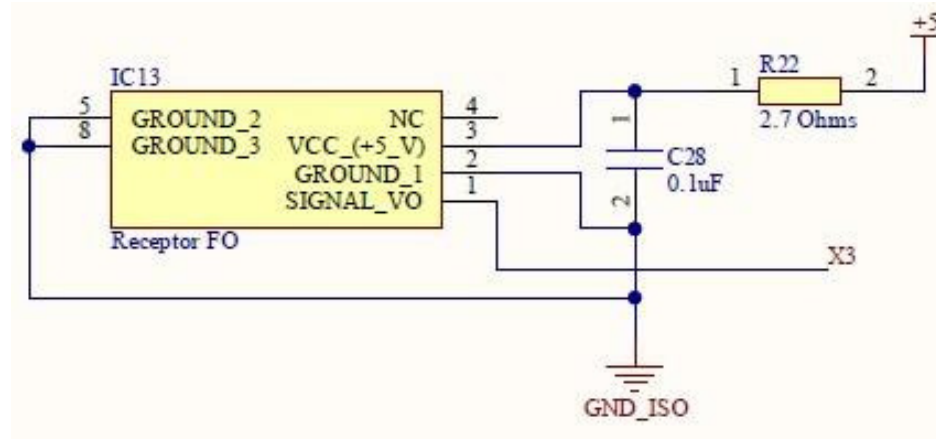 +5
IC13
R22
1
2
2.7 Ohms
5
GROUND_2
NC
4
8
GROUND_3
VCC_(+5_V)
3
GROUND_1
2
SIGNAL_VO
1
1
C28
0.1uF
2
Receptor FO
X3
GND_ISO